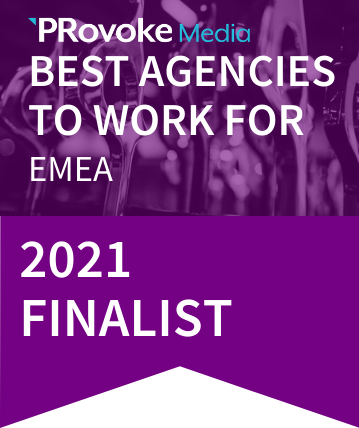 PRovoke Media
BEST AGENCIES
TO WORK FOR
EMEA
2021
FINALIST